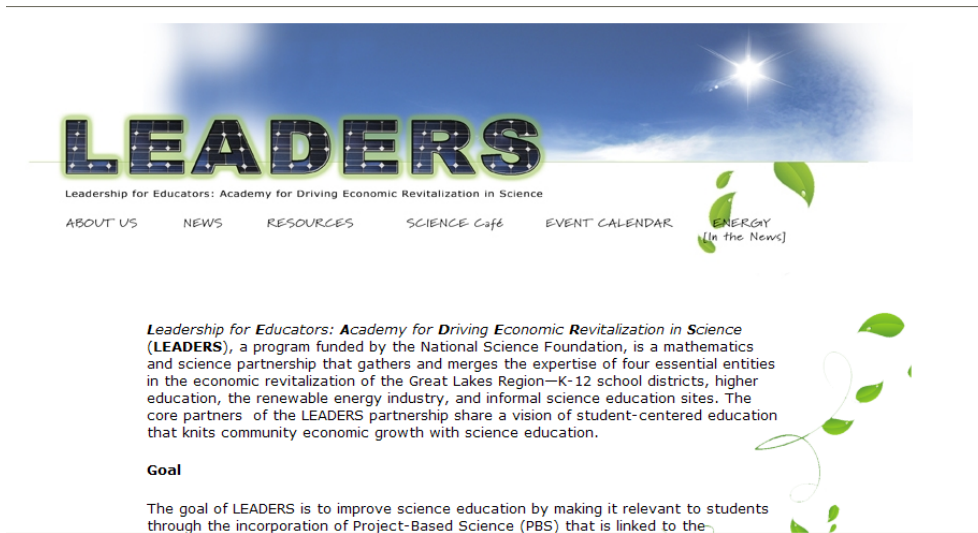 LEADERS
Leadership for Educators: Academy for Driving Economic Revitalization in Science
ABOUT US NEWS RESOURCES SCIENCE Café EVENT CALENDAR ENERGY
[In the News]
Leadership for Educators: Academy for Driving Economic Revitalization in Science
(LEADERS), a program funded by the National Science Foundation, is a mathematics
and science partnership that gathers and merges the expertise of four essential entities
in the economic revitalization of the Great Lakes Region—K-12 school districts, higher
education, the renewable energy industry, and informal science education sites. The
core partners of the LEADERS partnership share a vision of student-centered education
that knits community economic growth with science education.
Goal
The goal of LEADERS is to improve science education by making it relevant to students
through the incorporation of Project-Based Science (PBS) that is linked to the